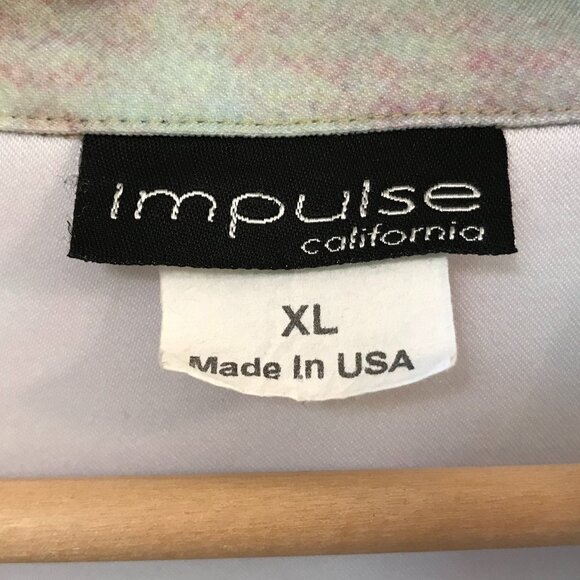 impulse
california
XL
Made In USA